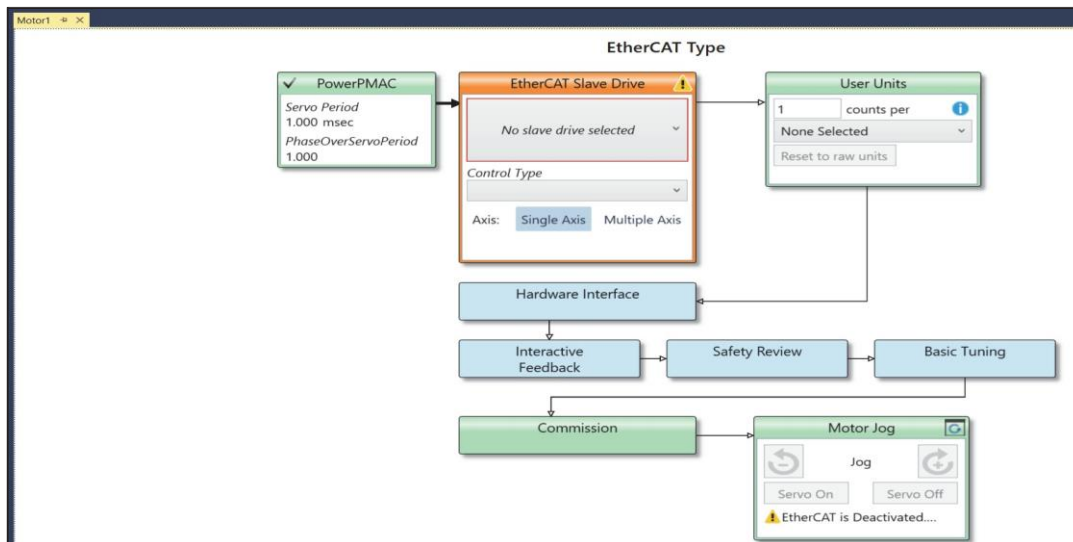 Motor1
EtherCAT Type
PowerPMAC
Servo Period
1.000 msec
PhaseOverServoPeriod
1.000
EtherCAT Slave Drive
No slave drive selected
Control Type
Axis: Single Axis Multiple Axis
User Units
1 counts per
None Selected
Reset to raw units
Hardware Interface
Interactive
Feedback
Safety Review
Basic Tuning
Commission
Motor Jog
Jog
Servo On Servo Off
EtherCAT is Deactivated....